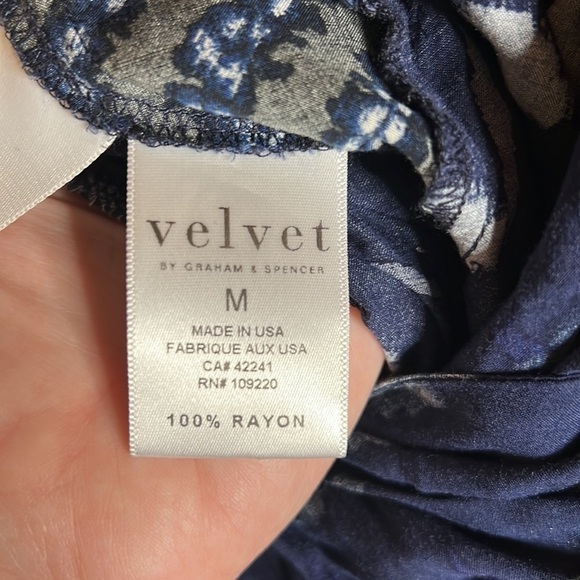 velvet
BY GRAHAM & SPENCER
M
MADE IN USA
FABRIQUE AUX USA
CA# 42241
RN# 109220
100% RAYON